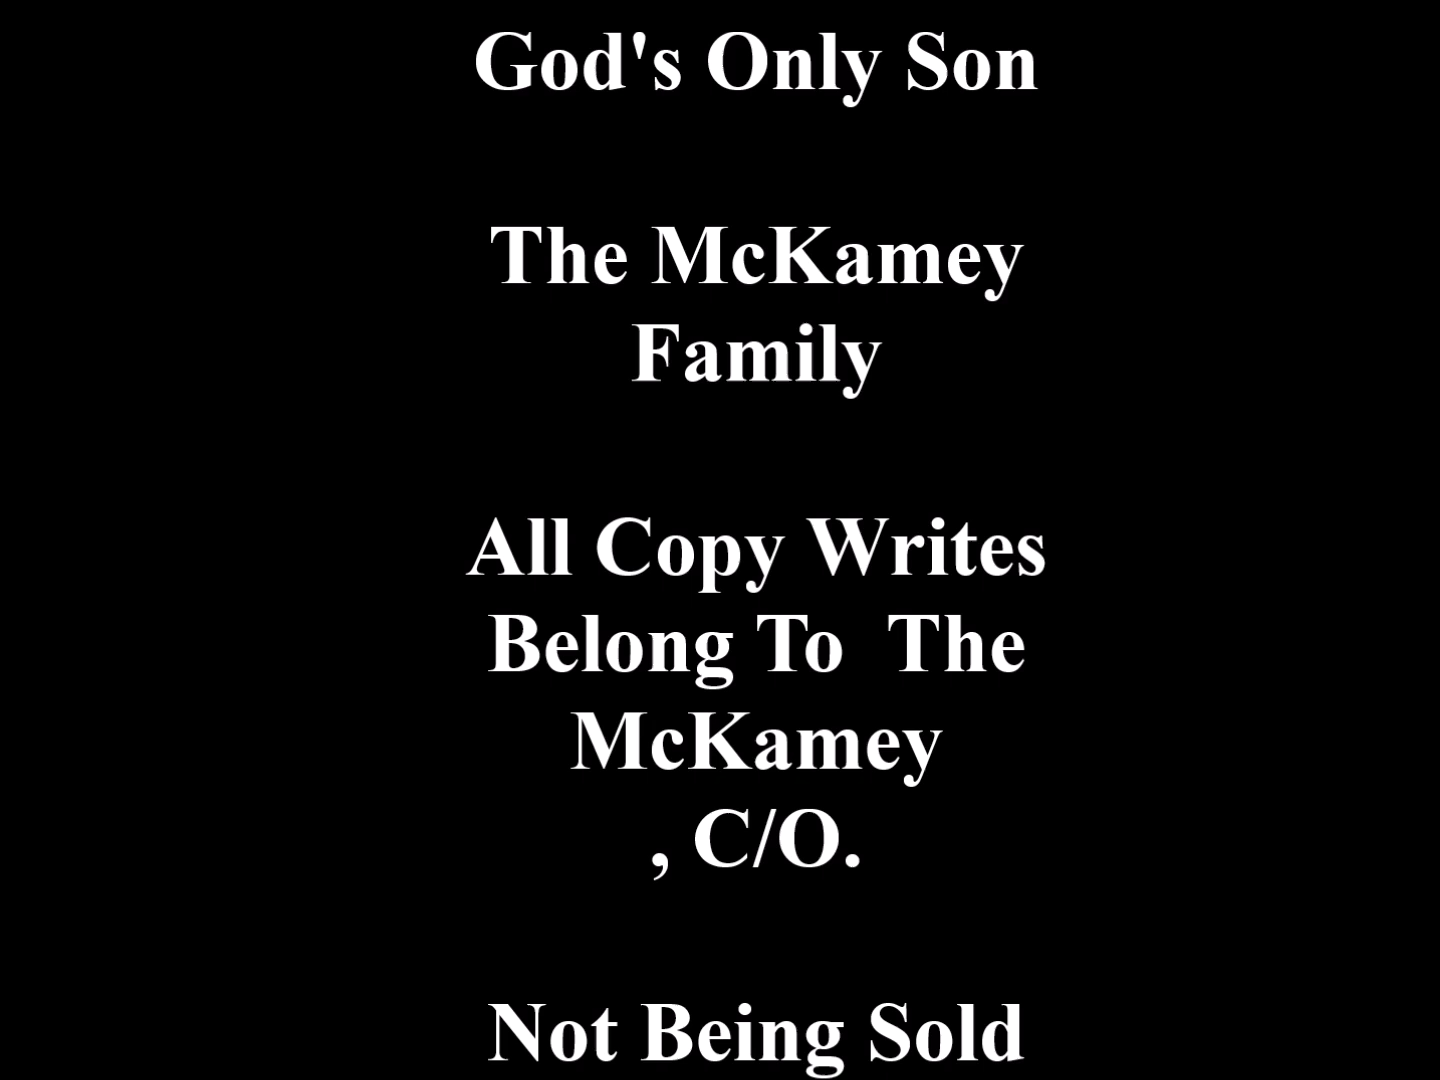 God's Only Son
The McKamey
Family
All Copy Writes
Belong To  The
McKamey
, C/O.
Not Being Sold